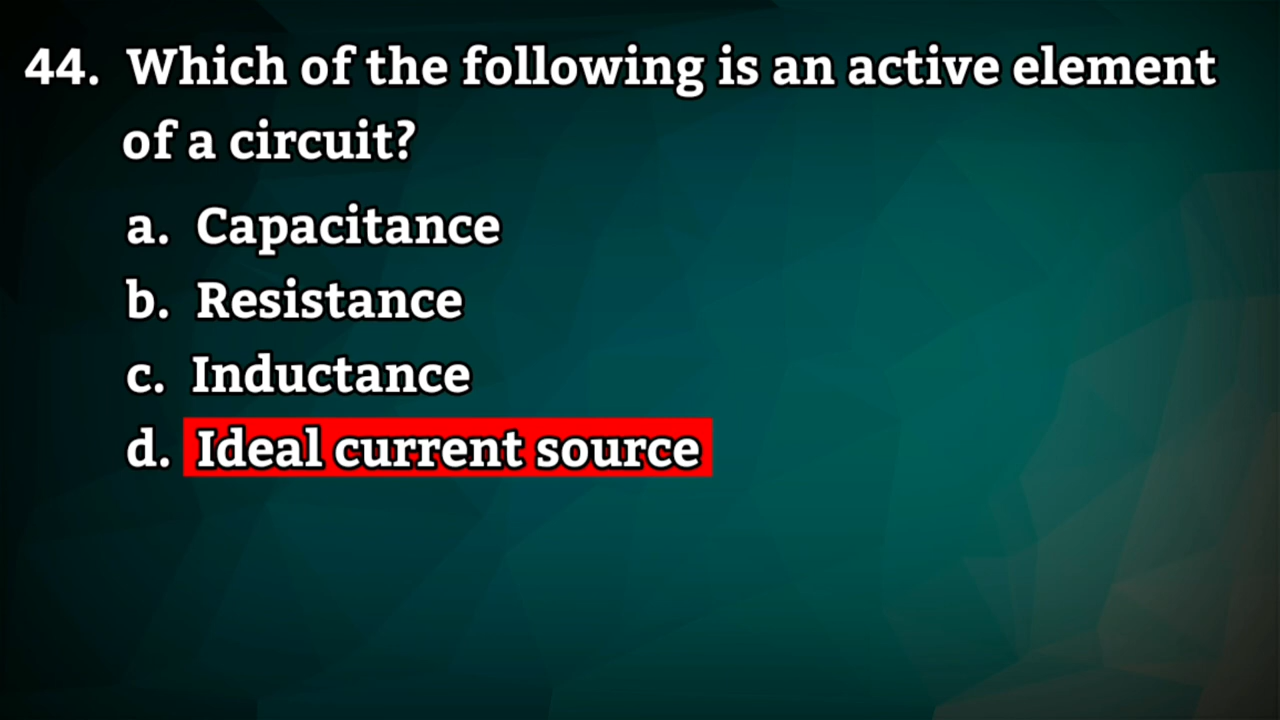 44. Which of the following is an active element
of a circuit?
a. Capacitance
b. Resistance
c. Inductance
d. Ideal current source